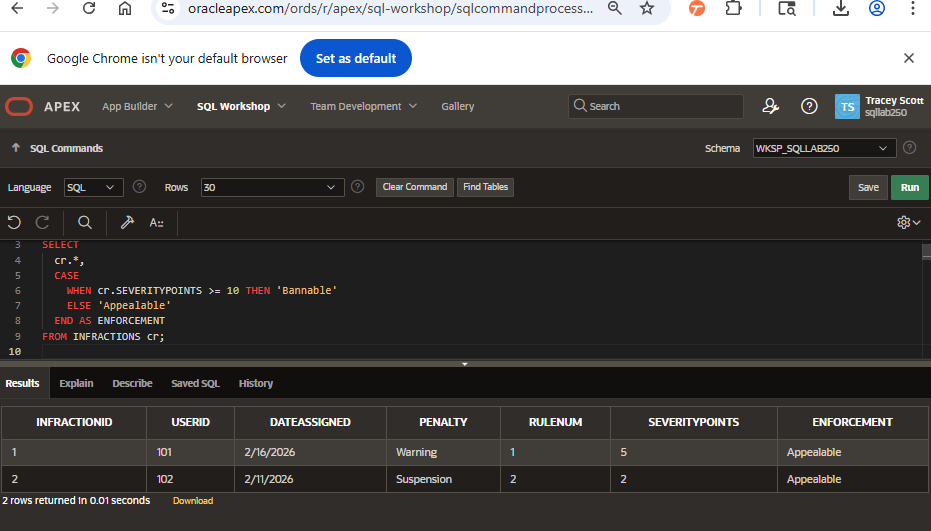 oracleapex.com/ords/r/apex/sql-workshop/sqlcommandprocess...
Google Chrome isn't your default browser Set as default
APEX App Builder SQL Workshop Team Development Gallery Search TS Tracey Scott
sqllab250
SQL Commands Schema WKSP_SQLLAB250
Language SQL Rows 30 Clear Command Find Tables Save Run
A::
3 SELECT
4 cr.*,
5 CASE
6 WHEN cr.SEVERITYPOINTS >= 10 THEN 'Bannable'
7 ELSE 'Appealable'
8 END AS ENFORCEMENT
9 FROM INFRACTIONS cr;
10
Results Explain Describe Saved SQL History
INFRACTIONID USERID DATEASSIGNED PENALTY RULENUM SEVERITYPOINTS ENFORCEMENT
1 101 2/16/2026 Warning 1 5 Appealable
2 102 2/11/2026 Suspension 2 2 Appealable
2 rows returned in 0.01 seconds Download